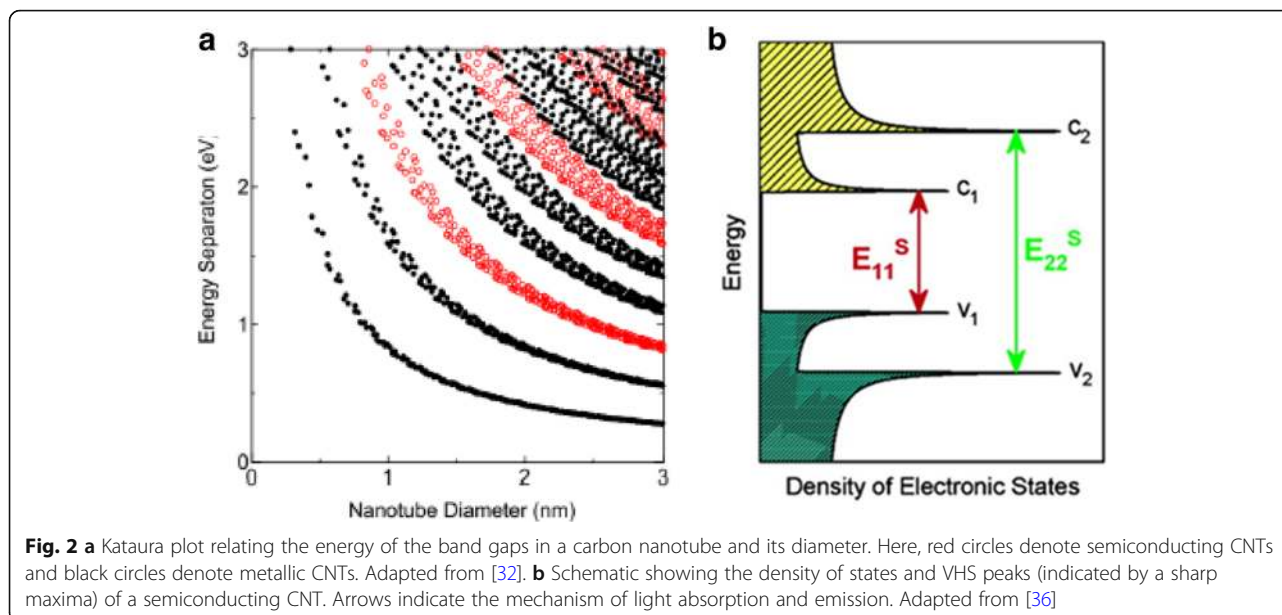 a
b
3
2
1
0
Energy Separaton (eV)
0
1
2
3
Nanotube Diameter (nm)
Energy
C2
C1
E11S
E22S
V1
V2
Density of Electronic States
Fig. 2 a Kataura plot relating the energy of the band gaps in a carbon nanotube and its diameter. Here, red circles denote semiconducting CNTs
and black circles denote metallic CNTs. Adapted from [32]. b Schematic showing the density of states and VHS peaks (indicated by a sharp
maxima) of a semiconducting CNT. Arrows indicate the mechanism of light absorption and emission. Adapted from [36]